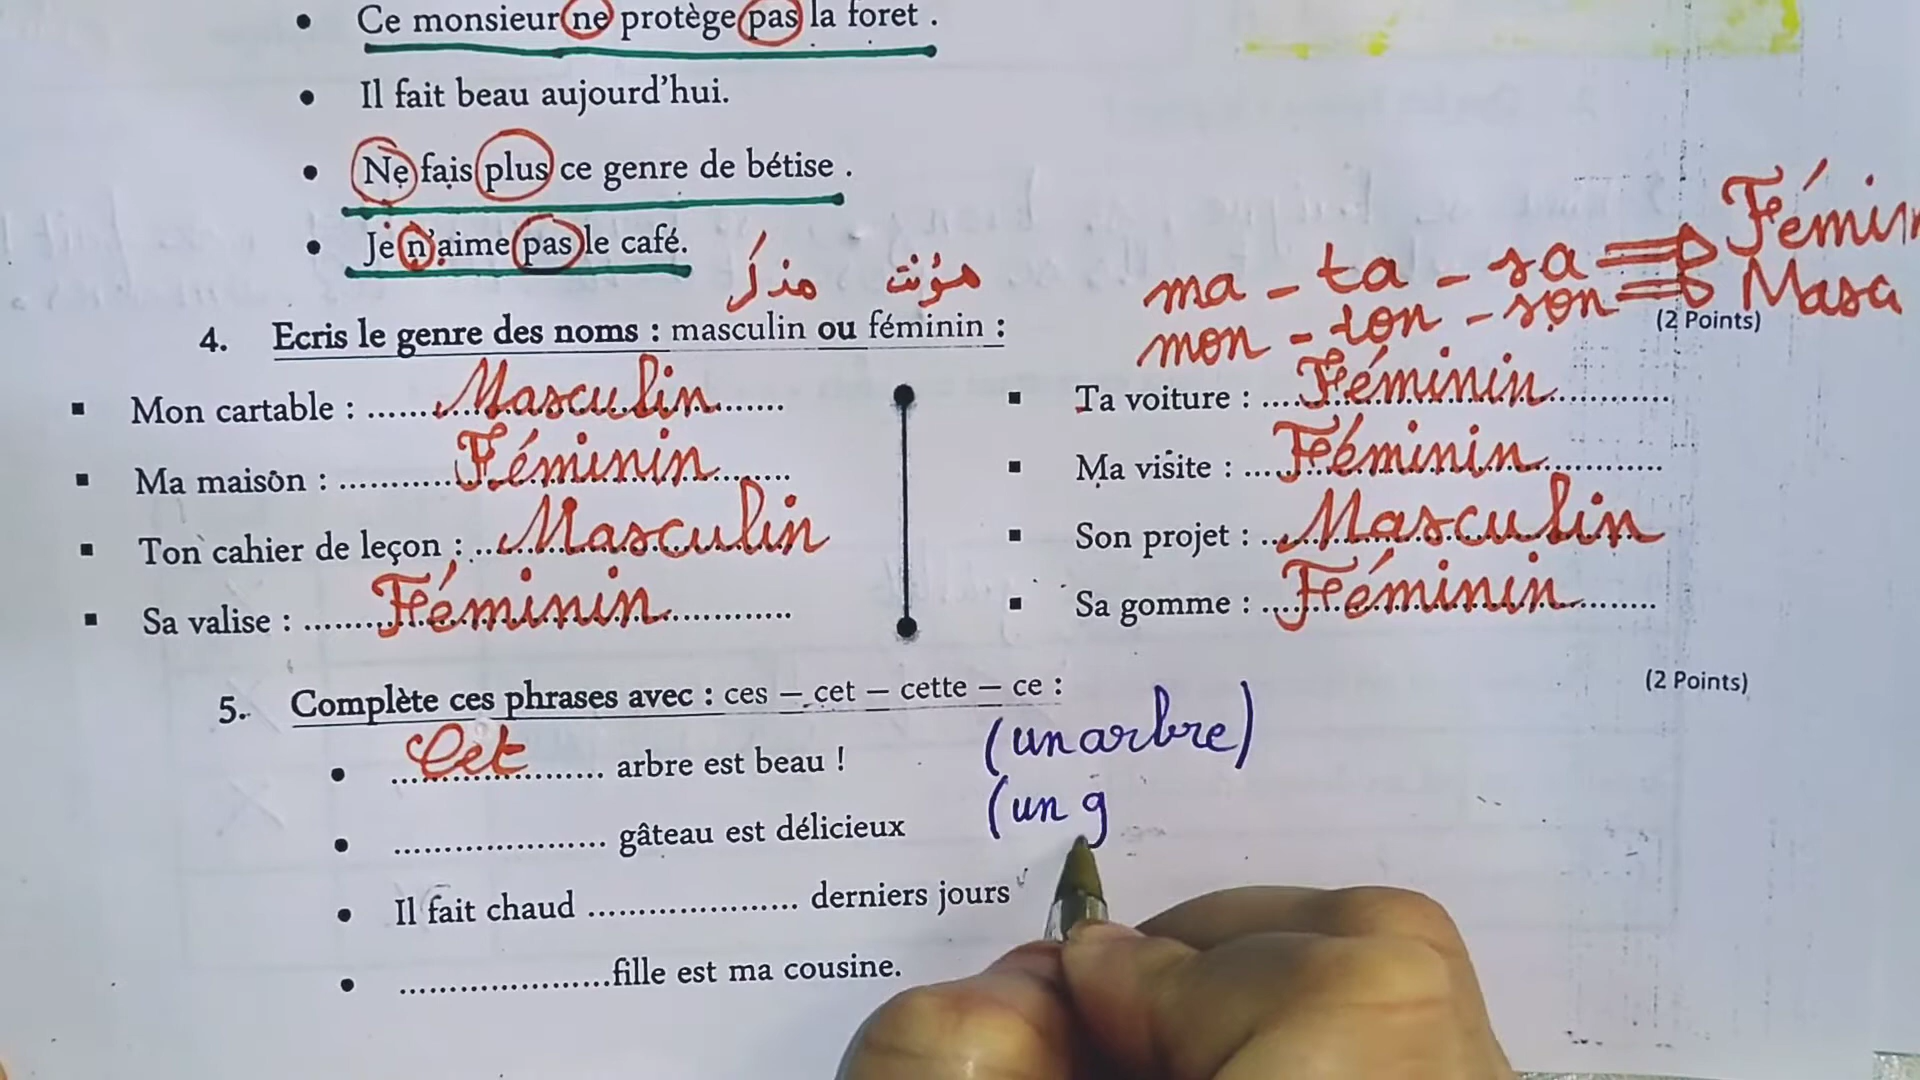 Ce monsieur ne protège pas la foret .
Il fait beau aujourd'hui.
Ne fais plus ce genre de bétise .
Je n'aime pas le café.
مذكر مؤنث
ma - ta - sa
mon - ton - son
Masc
(2 Points)
4. Ecris le genre des noms : masculin ou féminin :
Mon cartable : Masculin
Ma maison : Féminin
Ton cahier de leçon : Masculin
Sa valise : Féminin
Ta voiture : Féminin
Ma visite : Féminin
Son projet : Masculin
Sa gomme : Féminin
5. Complète ces phrases avec : ces – cet – cette – ce :
(2 Points)
Cet arbre est beau ! (un arbre)
gâteau est délicieux (un g
Il fait chaud .................... derniers jours
....................fille est ma cousine.